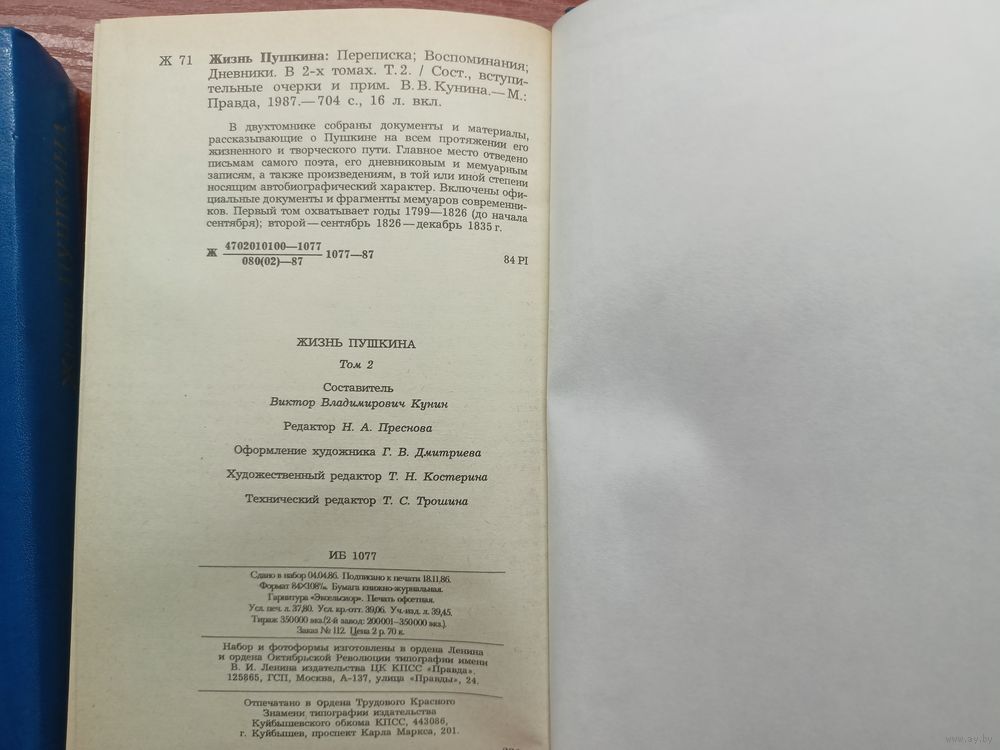 Ж 71 Жизнь Пушкина: Переписка; Воспоминания;
Дневники. В 2-х томах. Т. 2. / Сост., вступи-
тельные очерки и прим. В. В. Кунина.— М.:
Правда, 1987.— 704 с., 16 л. вкл.
В двухтомнике собраны документы и материалы,
рассказывающие о Пушкине на всем протяжении его
жизненного и творческого пути. Главное место отведено
письмам самого поэта, его дневниковым и мемуарным
записям, а также произведениям, в той или иной степени
носящим автобиографический характер. Включены офи-
циальные документы и фрагменты мемуаров современни-
ков. Первый том охватывает годы 1799—1826 (до начала
сентября); второй — сентябрь 1826 — декабрь 1835 г.
Ж 4702010100—1077 1077—87
080(02)—87
84 РI
ЖИЗНЬ ПУШКИНА
Том 2
Составитель
Виктор Владимирович Кунин
Редактор Н. А. Преснова
Оформление художника Г. В. Дмитриева
Художественный редактор Т. Н. Костерина
Технический редактор Т. С. Трошина
ИБ 1077
Сдано в набор 04.04.86. Подписано к печати 18.11.86.
Формат 84×108¹/₃₂. Бумага книжно-журнальная.
Гарнитура «Эксельсиор». Печать офсетная.
Усл. печ. л. 37,80. Усл. кр.-отт. 39,06. Уч.-изд. л. 39,45.
Тираж 350000 экз.(2-й завод: 200001—350000 экз.).
Заказ № 112. Цена 2 р. 70 к.
Набор и фотоформы изготовлены в ордена Ленина
и ордена Октябрьской Революции типографии имени
В. И. Ленина издательства ЦК КПСС «Правда».
125865, ГСП, Москва, А-137, улица «Правды», 24.
Отпечатано в Ордена Трудового Красного
Знамени типографии издательства
Куйбышевского обкома КПСС, 443086,
г. Куйбышев, проспект Карла Маркса, 201.
Жизнь Пушкина
www.ay.by